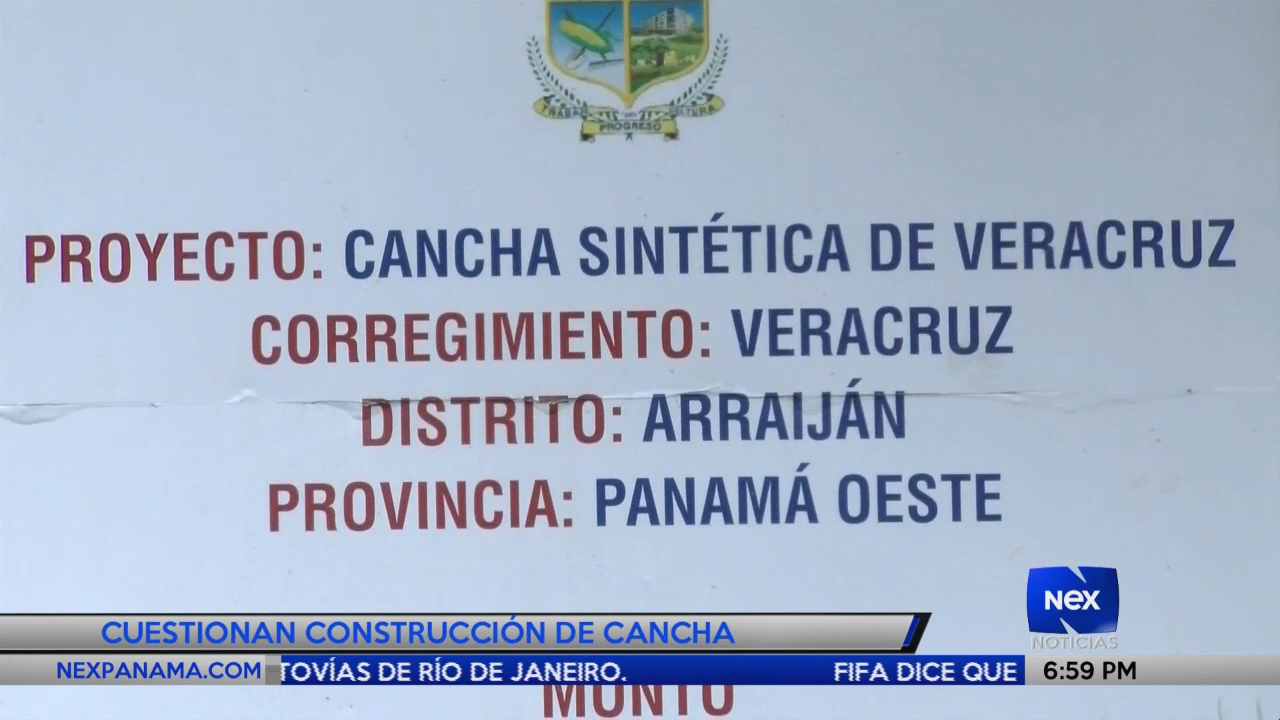 PROGRESO
PROYECTO: CANCHA SINTÉTICA DE VERACRUZ
CORREGIMIENTO: VERACRUZ
DISTRITO: ARRAIJÁN
PROVINCIA: PANAMÁ OESTE
CUESTIONAN CONSTRUCCIÓN DE CANCHA
NEX
NOTICIAS
NEXPANAMA.COM TOVÍAS DE RÍO DE JANEIRO. FIFA DICE QUE 6:59 PM
MONTO